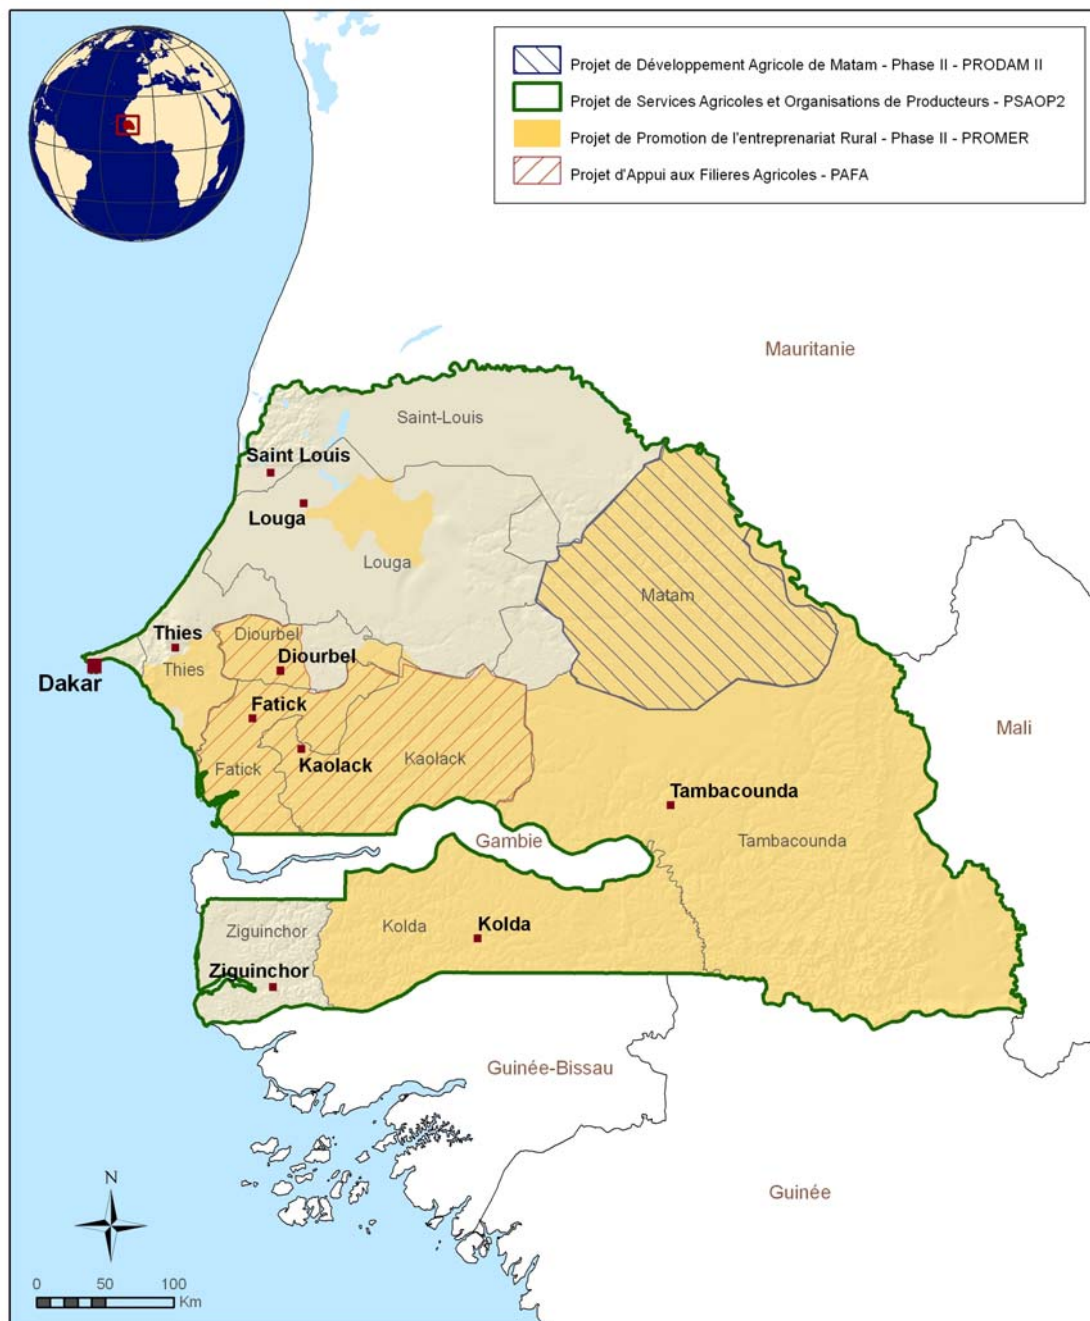 Projet de Développement Agricole de Matam - Phase II - PRODAM II
Projet de Services Agricoles et Organisations de Producteurs - PSAOP2
Projet de Promotion de l'entreprenariat Rural - Phase II - PROMER
Projet d'Appui aux Filieres Agricoles - PAFA
Mauritanie
Saint-Louis
Saint Louis
Louga
Louga
Matam
Thies
Diourbel
Diourbel
Thies
Dakar
Fatick
Mali
Kaolack
Kaolack
Fatick
Tambacounda
Gambie
Tambacounda
Kolda
Kolda
Ziguinchor
Ziguinchor
Guinée-Bissau
Guinée
N
0 50 100
Km